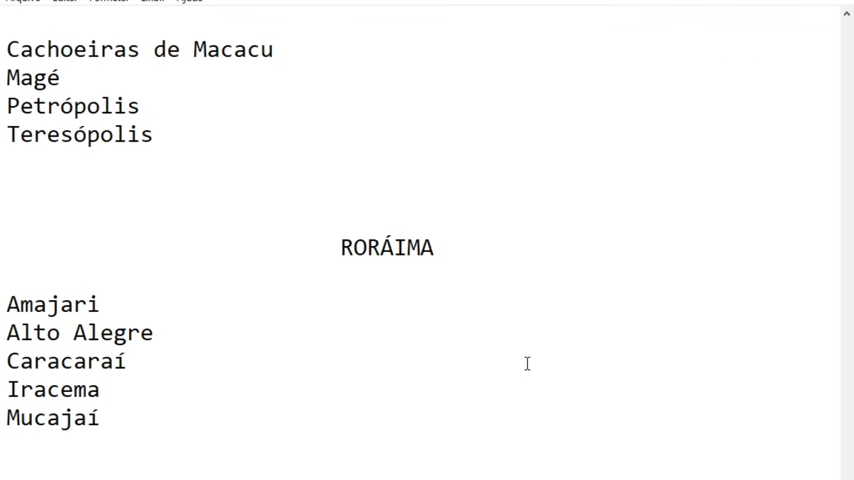 Cachoeiras de Macacu
Magé
Petrópolis
Teresópolis
RORÁIMA
Amajari
Alto Alegre
Caracaraí
Iracema
Mucajaí